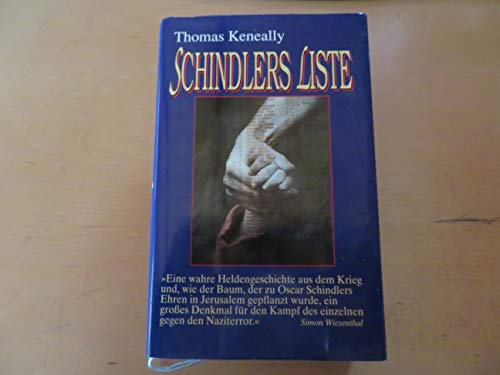 Thomas Keneally
SCHINDLERS LISTE
»Eine wahre Heldengeschichte aus dem Krieg
und, wie der Baum, der zu Oscar Schindlers
Ehren in Jerusalem gepflanzt wurde, ein
großes Denkmal für den Kampf des einzelnen
gegen den Naziterror.« Simon Wiesenthal